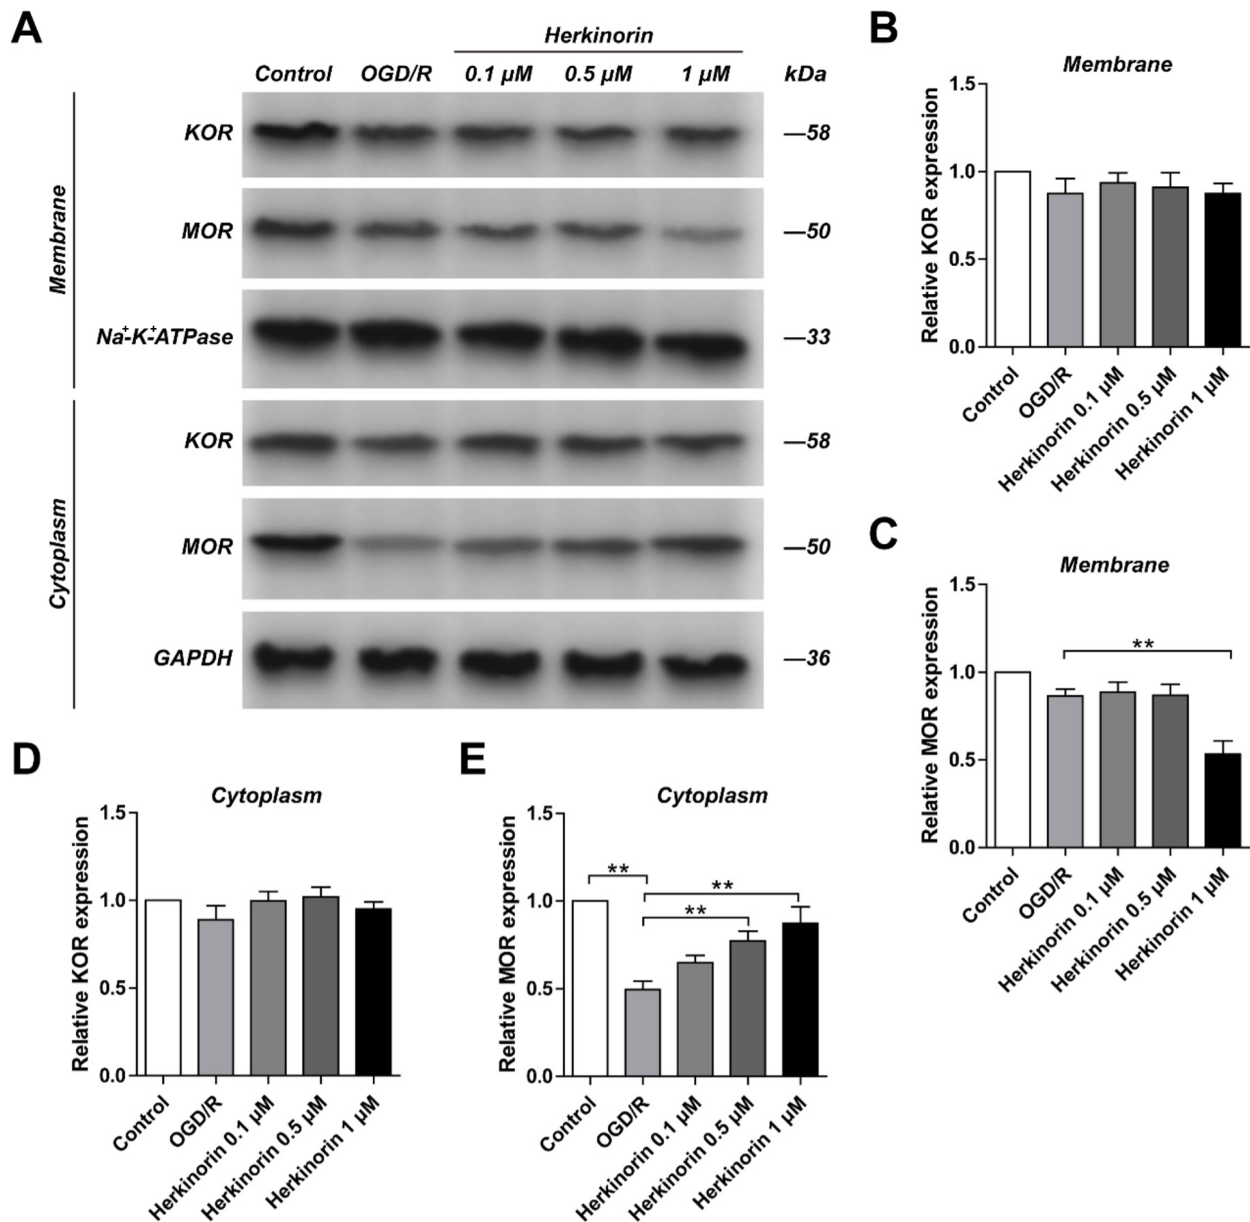 A
Herkinorin
Control OGD/R 0.1 µM 0.5 µM 1 µM kDa
Membrane
KOR —58
MOR —50
Na+-K+-ATPase —33
Cytoplasm
KOR —58
MOR —50
GAPDH —36
B
Membrane
Relative KOR expression
1.5
1.0
0.5
0.0
Control
OGD/R
Herkinorin 0.1 µM
Herkinorin 0.5 µM
Herkinorin 1 µM
C
Membrane
Relative MOR expression
1.5
1.0
0.5
0.0
**
Control
OGD/R
Herkinorin 0.1 µM
Herkinorin 0.5 µM
Herkinorin 1 µM
D
Cytoplasm
Relative KOR expression
1.5
1.0
0.5
0.0
Control
OGD/R
Herkinorin 0.1 µM
Herkinorin 0.5 µM
Herkinorin 1 µM
E
Cytoplasm
Relative MOR expression
1.5
1.0
0.5
0.0
**
**
**
Control
OGD/R
Herkinorin 0.1 µM
Herkinorin 0.5 µM
Herkinorin 1 µM